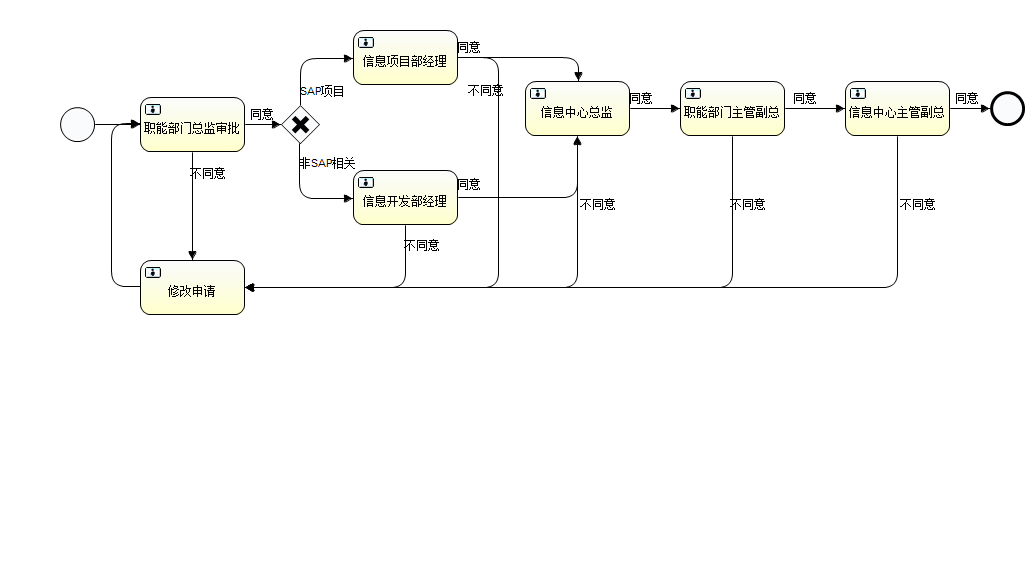 信息项目部经理
同意
不同意
SAP项目
职能部门总监审批
同意
不同意
非SAP相关
信息开发部经理
同意
不同意
信息中心总监
同意
不同意
职能部门主管副总
同意
不同意
信息中心主管副总
同意
不同意
修改申请